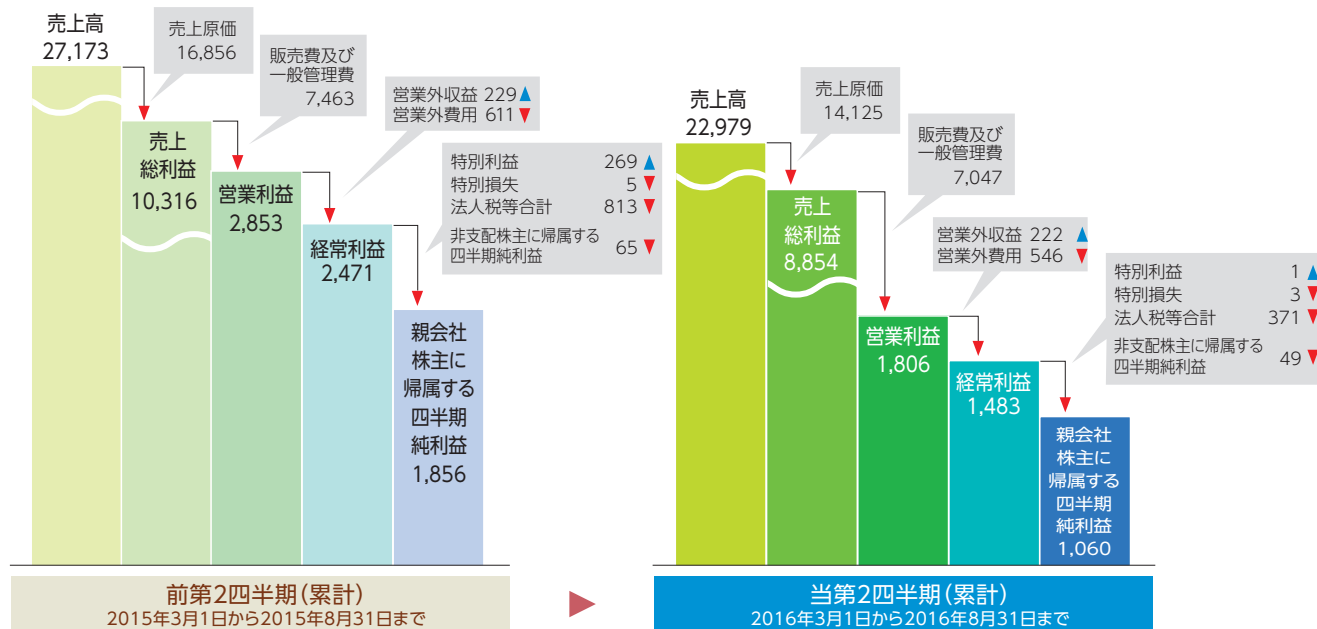 売上高
27,173
売上原価
16,856
売上
総利益
10,316
販売費及び
一般管理費
7,463
営業利益
2,853
営業外収益 229▲
営業外費用 611▼
経常利益
2,471
特別利益 269▲
特別損失 5▼
法人税等合計 813▼
非支配株主に帰属する
四半期純利益 65▼
親会社
株主に
帰属する
四半期
純利益
1,856
前第2四半期(累計)
2015年3月1日から2015年8月31日まで
▶
売上高
22,979
売上原価
14,125
売上
総利益
8,854
販売費及び
一般管理費
7,047
営業利益
1,806
営業外収益 222▲
営業外費用 546▼
経常利益
1,483
特別利益 1▲
特別損失 3▼
法人税等合計 371▼
非支配株主に帰属する
四半期純利益 49▼
親会社
株主に
帰属する
四半期
純利益
1,060
当第2四半期(累計)
2016年3月1日から2016年8月31日まで